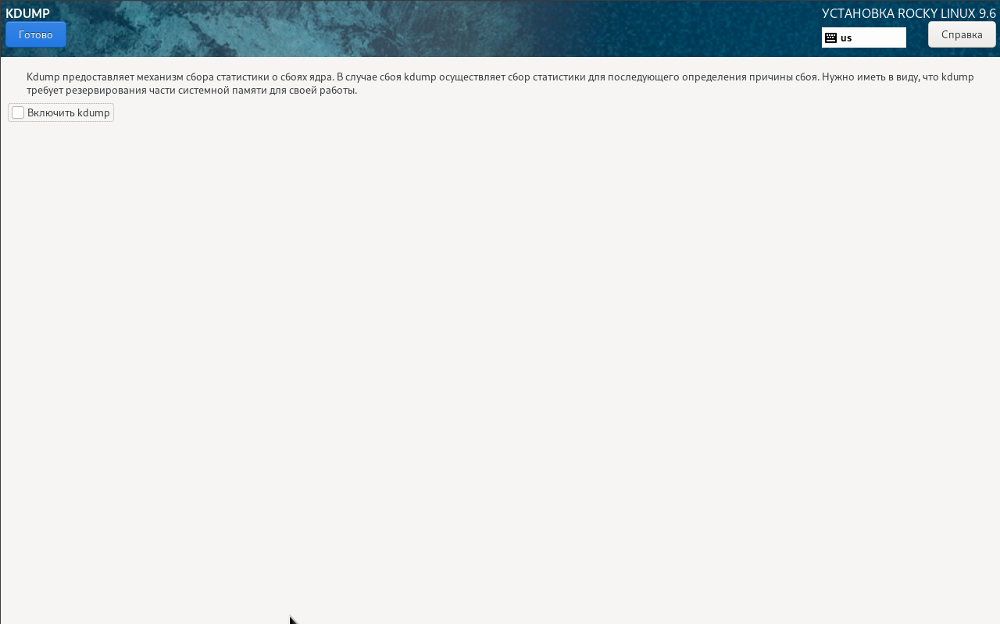 KDUMP
УСТАНОВКА ROCKY LINUX 9.6
Готово
us
Справка
Kdump предоставляет механизм сбора статистики о сбоях ядра. В случае сбоя kdump осуществляет сбор статистики для последующего определения причины сбоя. Нужно иметь в виду, что kdump
требует резервирования части системной памяти для своей работы.
Включить kdump